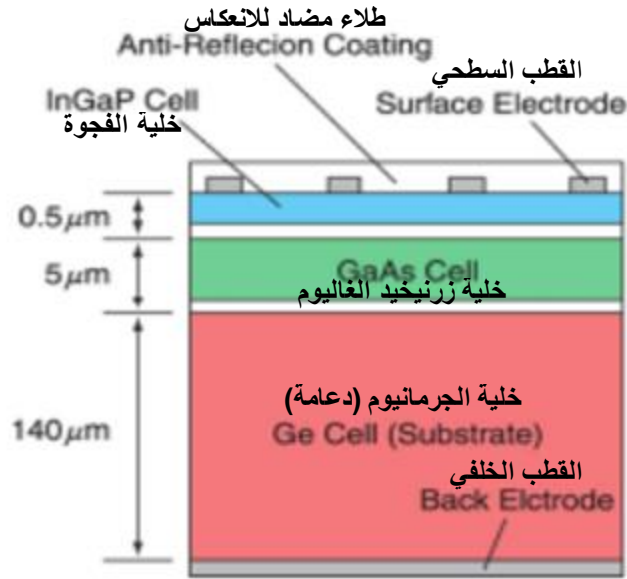 طلاء مضاد للانعكاس
Anti-Reflecion Coating
القطب السطحي
Surface Electrode
InGaP Cell
خلية الفجوة
0.5μm
5μm
GaAs Cell
خلية زرنيخيد الغاليوم
140μm
خلية الجرمانيوم (دعامة)
Ge Cell (Substrate)
القطب الخلفي
Back Elctrode